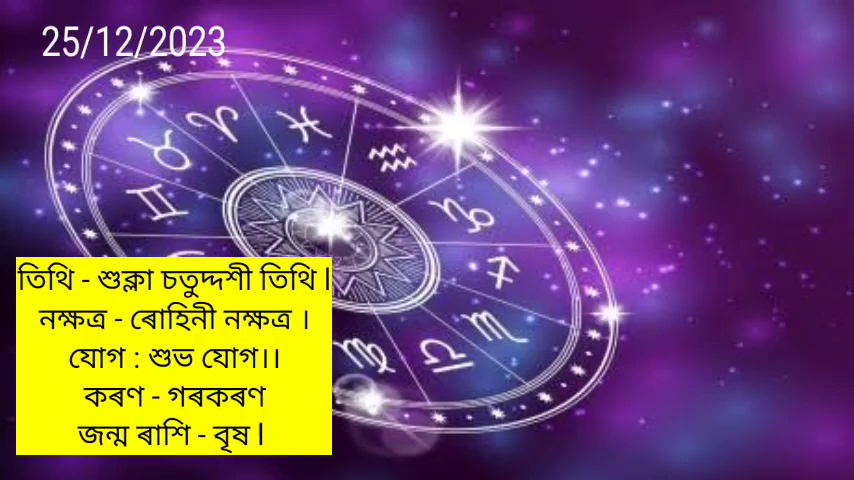 25/12/2023
তিথি - শুক্লা চতুদ্দশী তিথি l
নক্ষত্ৰ - ৰোহিনী নক্ষত্ৰ ।
যোগ : শুভ যোগ।।
কৰণ - গৰকৰণ
জন্ম ৰাশি - বৃষ l